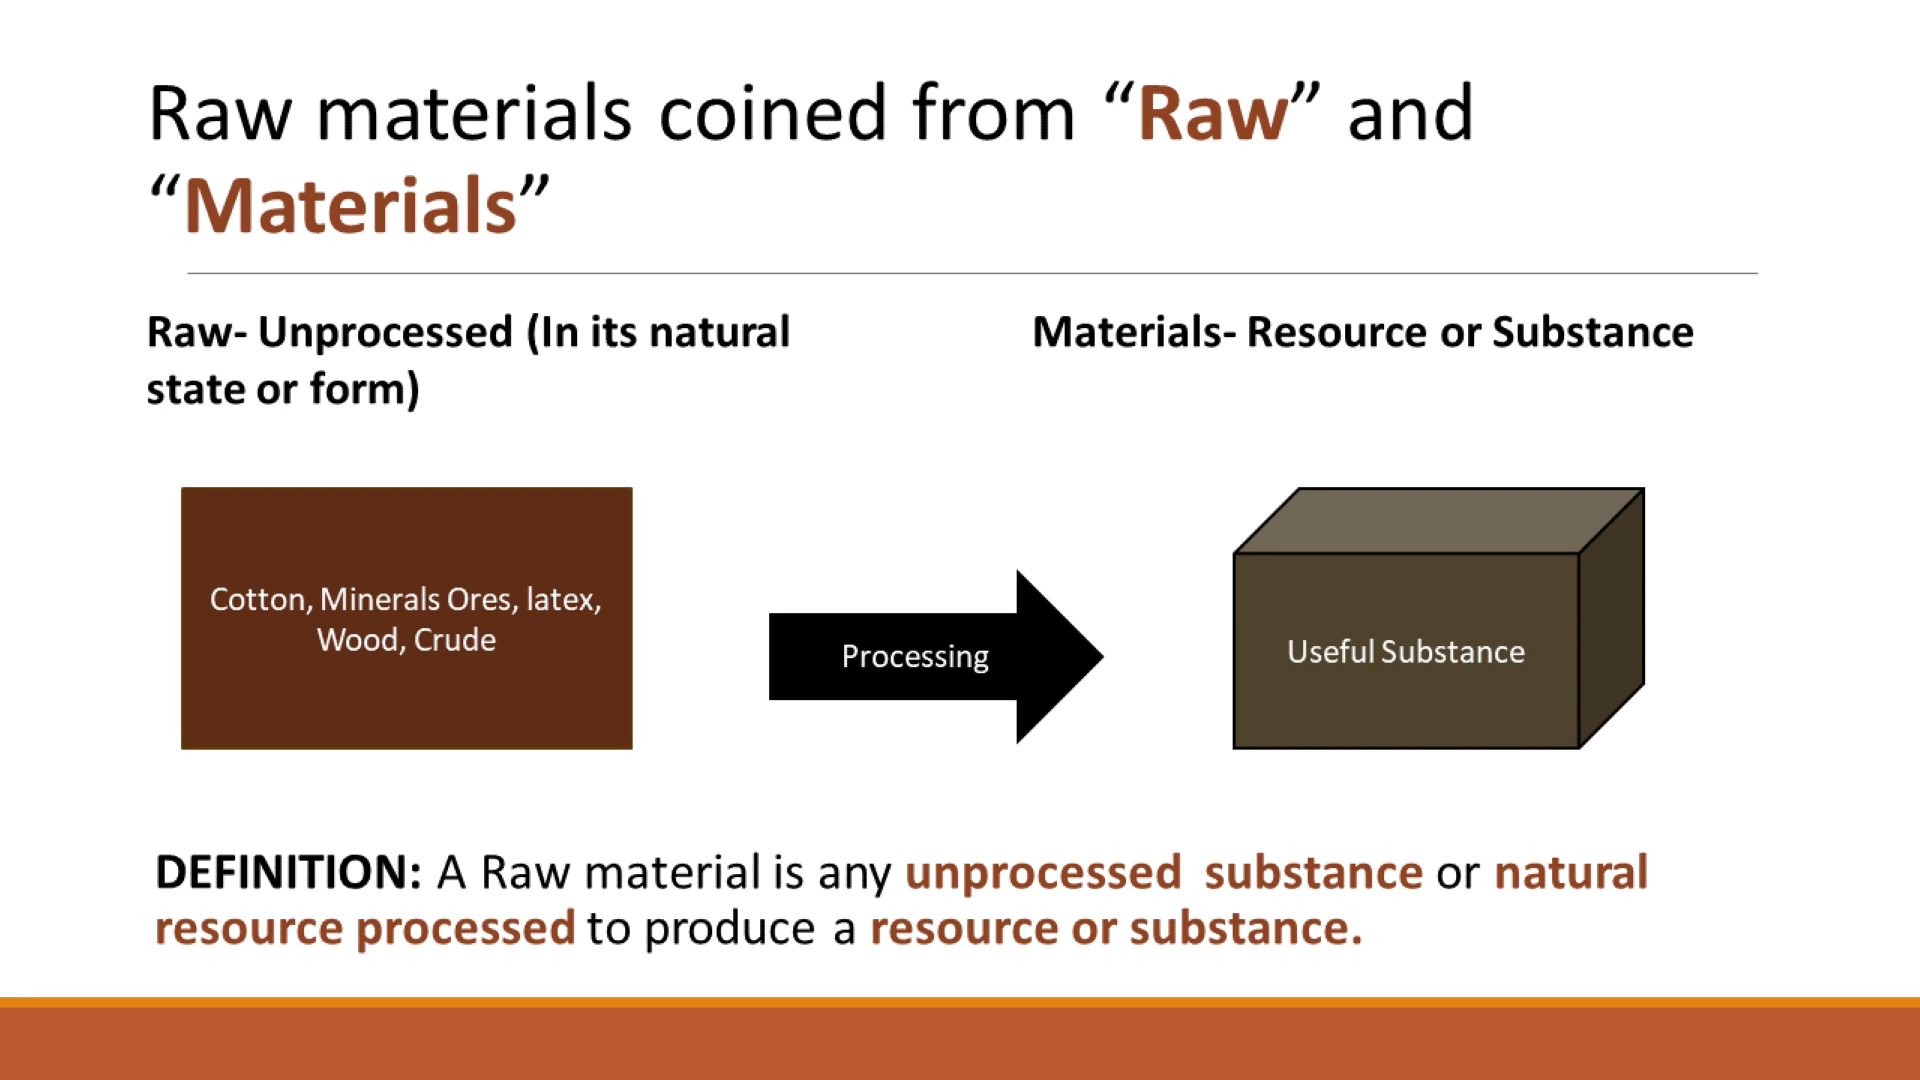 Raw materials coined from “Raw” and
“Materials”
Raw- Unprocessed (In its natural
state or form)
Materials- Resource or Substance
Cotton, Minerals Ores, latex,
Wood, Crude
Processing
Useful Substance
DEFINITION: A Raw material is any unprocessed substance or natural
resource processed to produce a resource or substance.